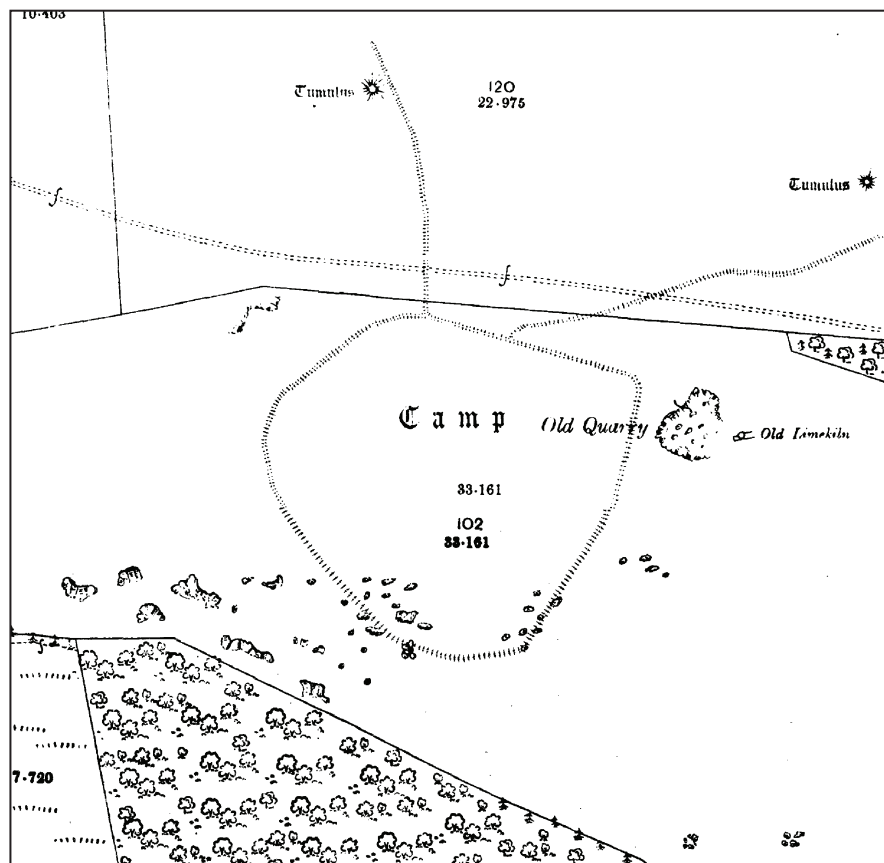 10·403
Tumulus
120
22·975
Tumulus
f
f
Camp
Old Quarry
Old Limekiln
33·161
102
33·161
f
7·720